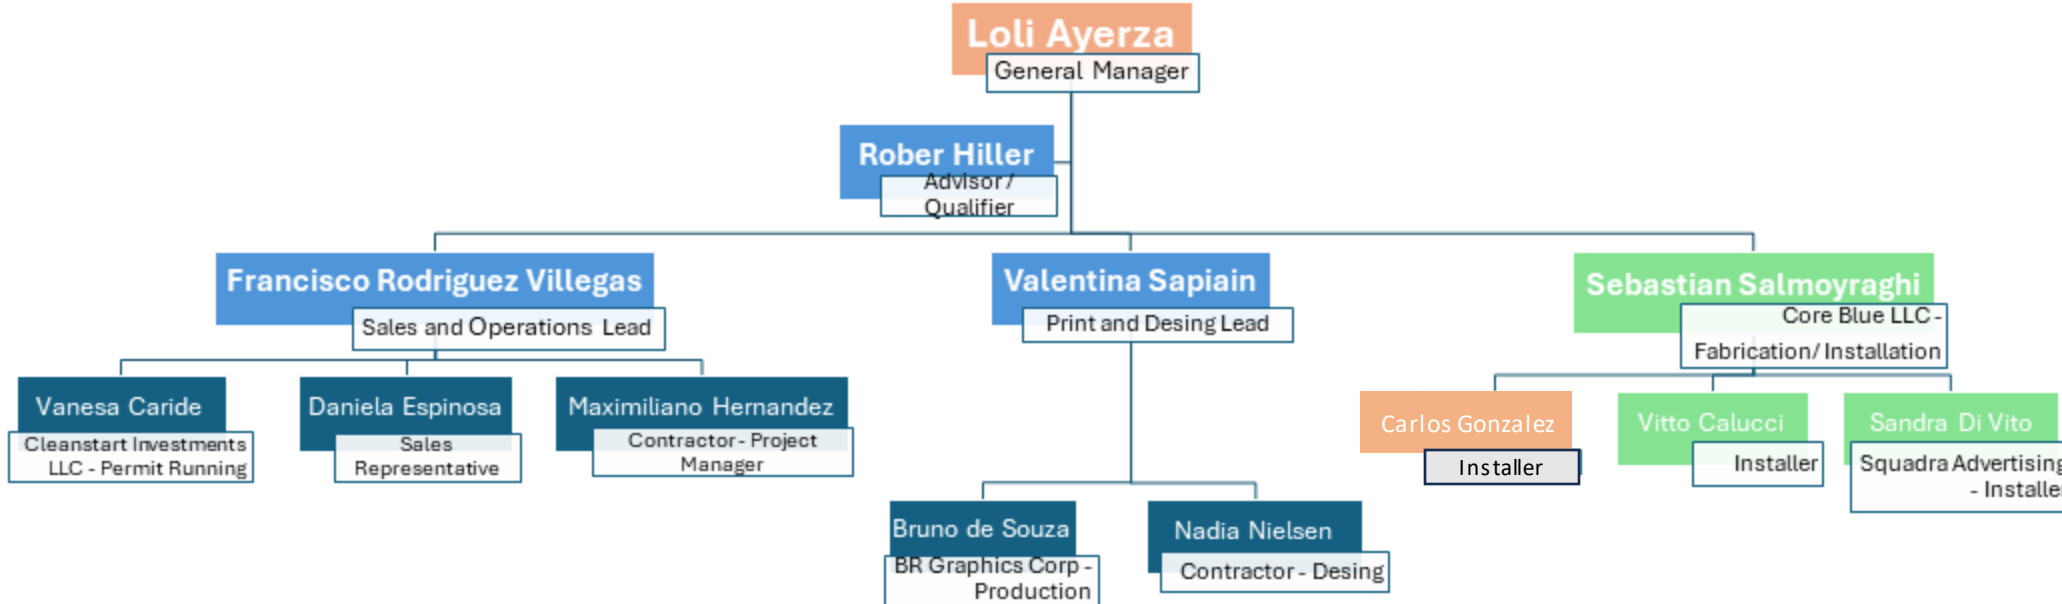 Loli Ayerza
General Manager
Rober Hiller
Advisor /
Qualifier
Francisco Rodriguez Villegas
Sales and Operations Lead
Valentina Sapiain
Print and Desing Lead
Sebastian Salmoyraghi
Core Blue LLC -
Fabrication/ Installation
Vanesa Caride
Cleanstart Investments
LLC - Permit Running
Daniela Espinosa
Sales
Representative
Maximiliano Hernandez
Contractor - Project
Manager
Carlos Gonzalez
Installer
Vitto Calucci
Installer
Sandra Di Vito
Squadra Advertising
- Installer
Bruno de Souza
BR Graphics Corp -
Production
Nadia Nielsen
Contractor - Desing